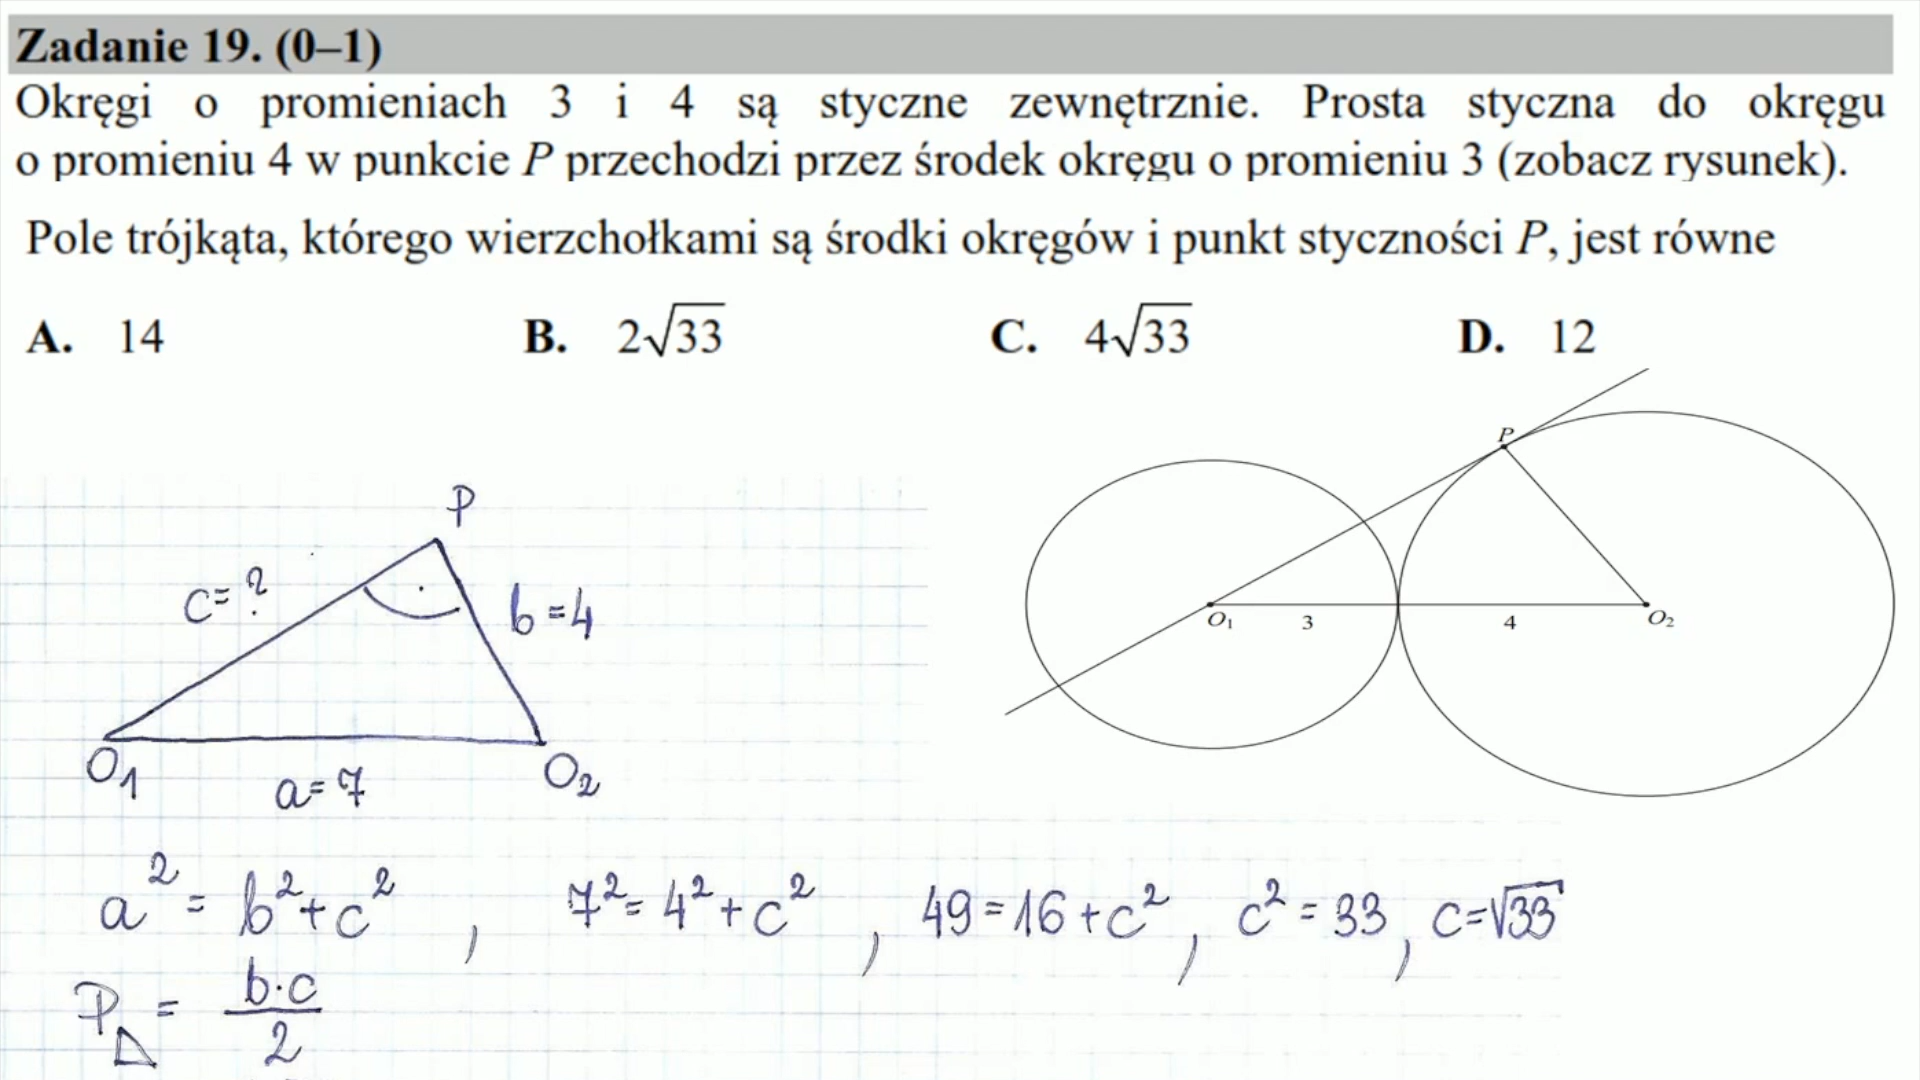 Zadanie 19. (0–1)
Okręgi o promieniach 3 i 4 są styczne zewnętrznie. Prosta styczna do okręgu
o promieniu 4 w punkcie P przechodzi przez środek okręgu o promieniu 3 (zobacz rysunek).
Pole trójkąta, którego wierzchołkami są środki okręgów i punkt styczności P, jest równe
A. 14 B. 2√33 C. 4√33 D. 12
P
O₁ 3 4 O₂
P
c=? b=4
O₁ a=7 O₂
a² = b²+c² , 7²=4²+c² , 49=16+c² , c²=33 , c=√33
P△ = b·c/2